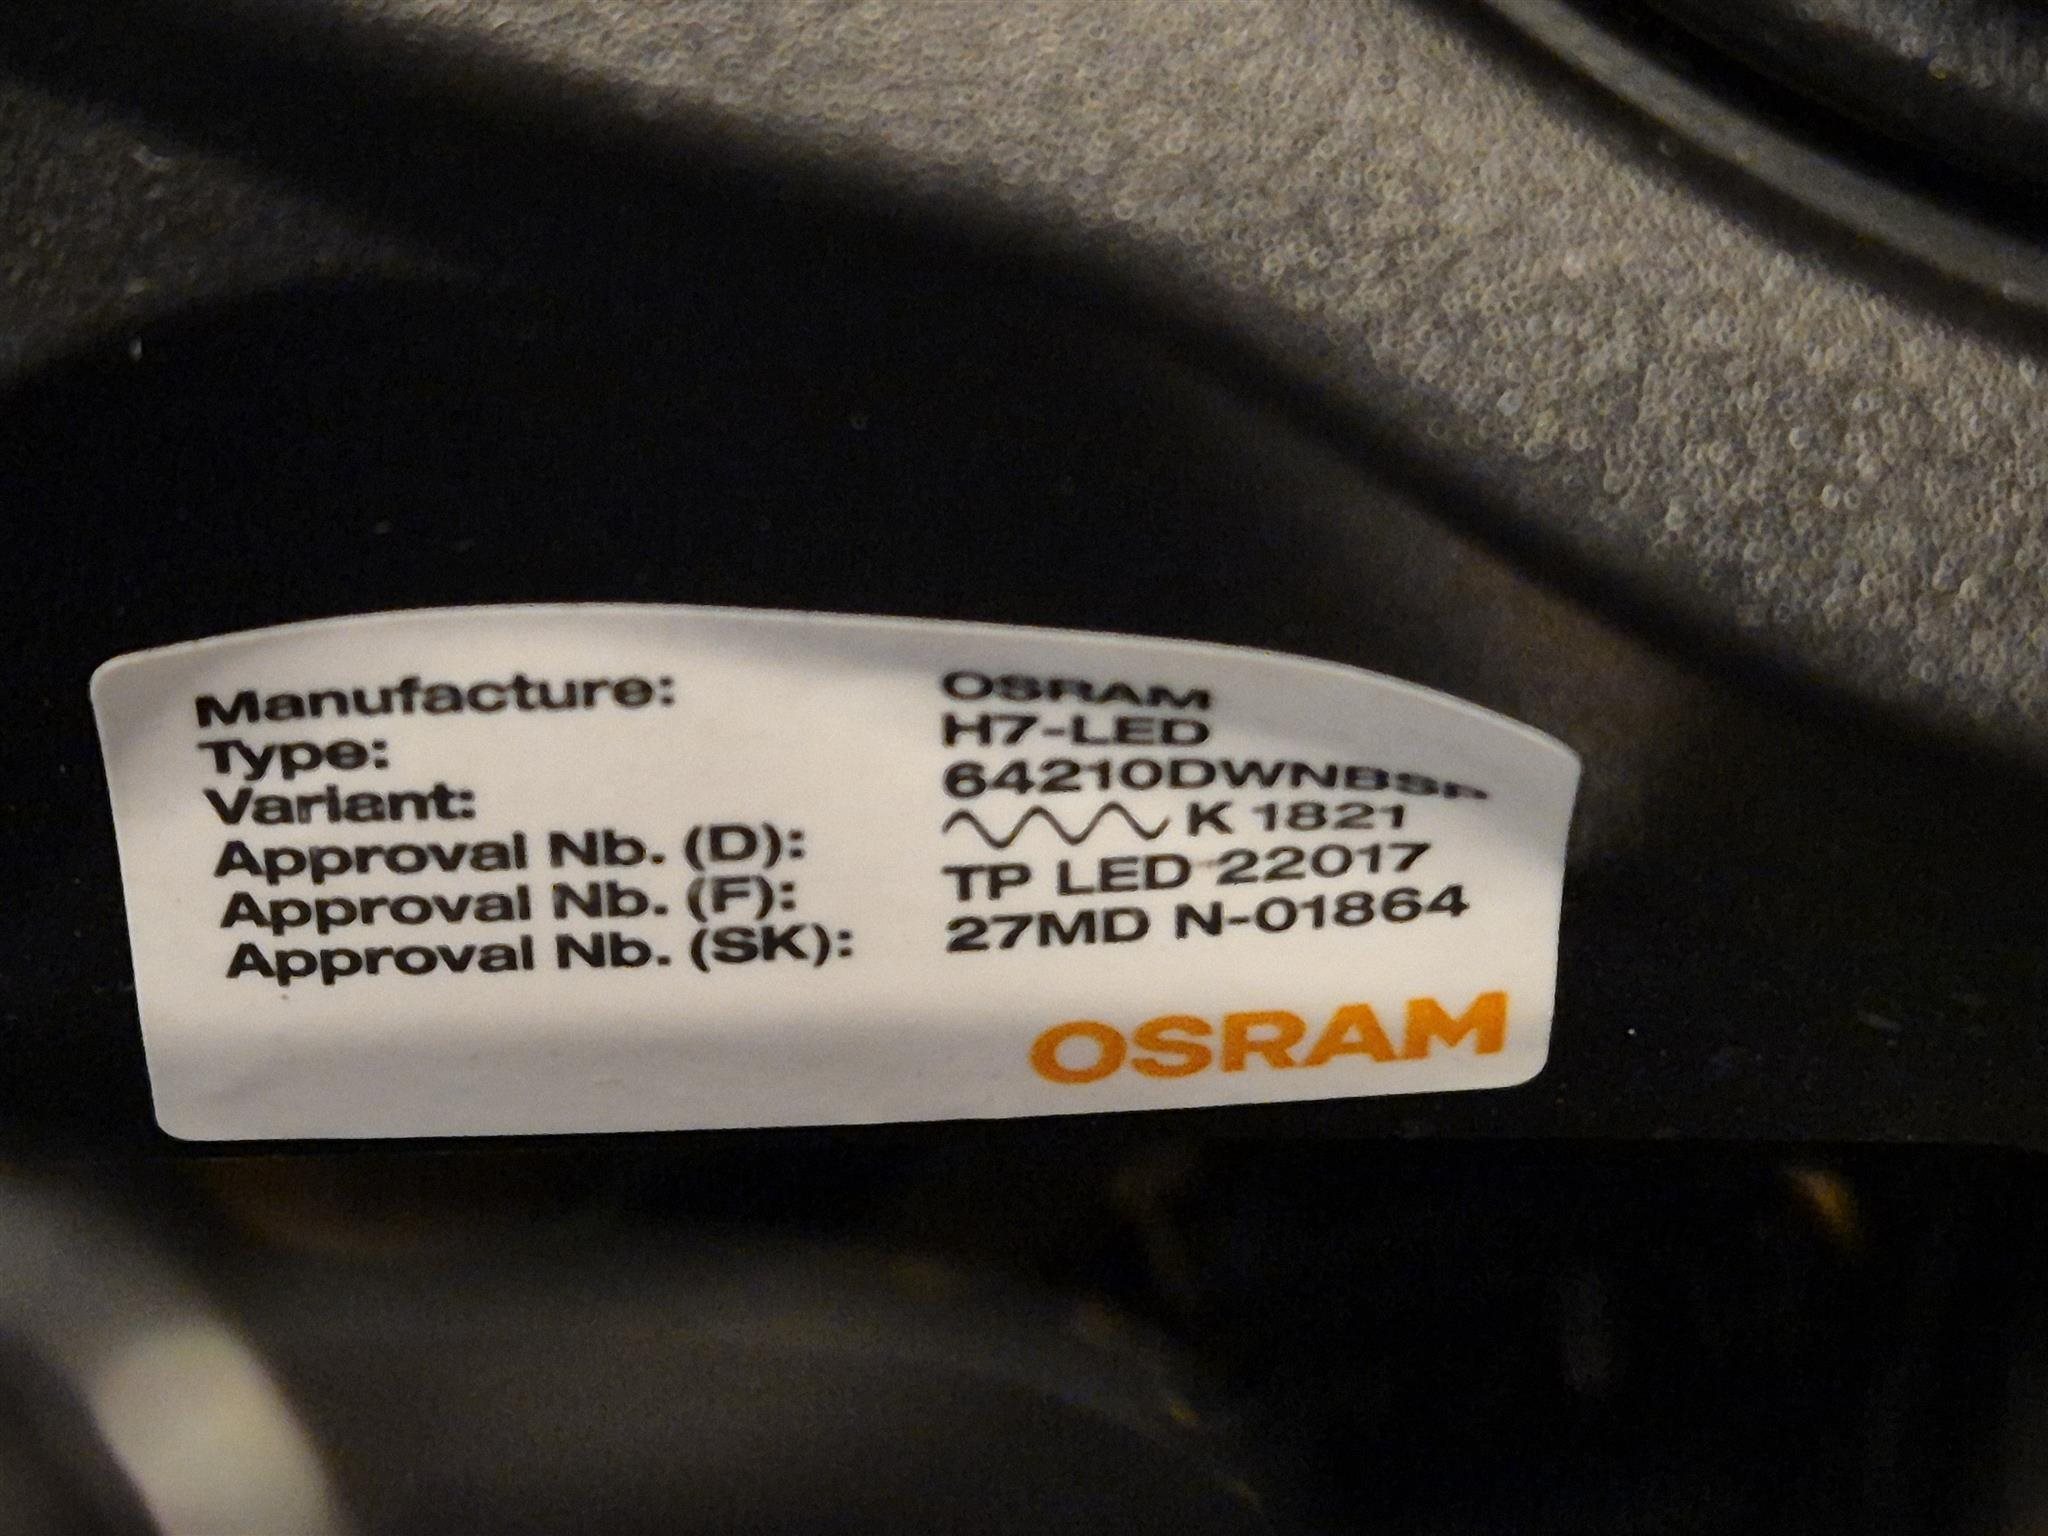 Manufacture: OSRAM
Type: H7-LED
Variant: 64210DWNBSP
Approval Nb. (D): K 1821
Approval Nb. (F): TP LED 22017
Approval Nb. (SK): 27MD N-01864
OSRAM